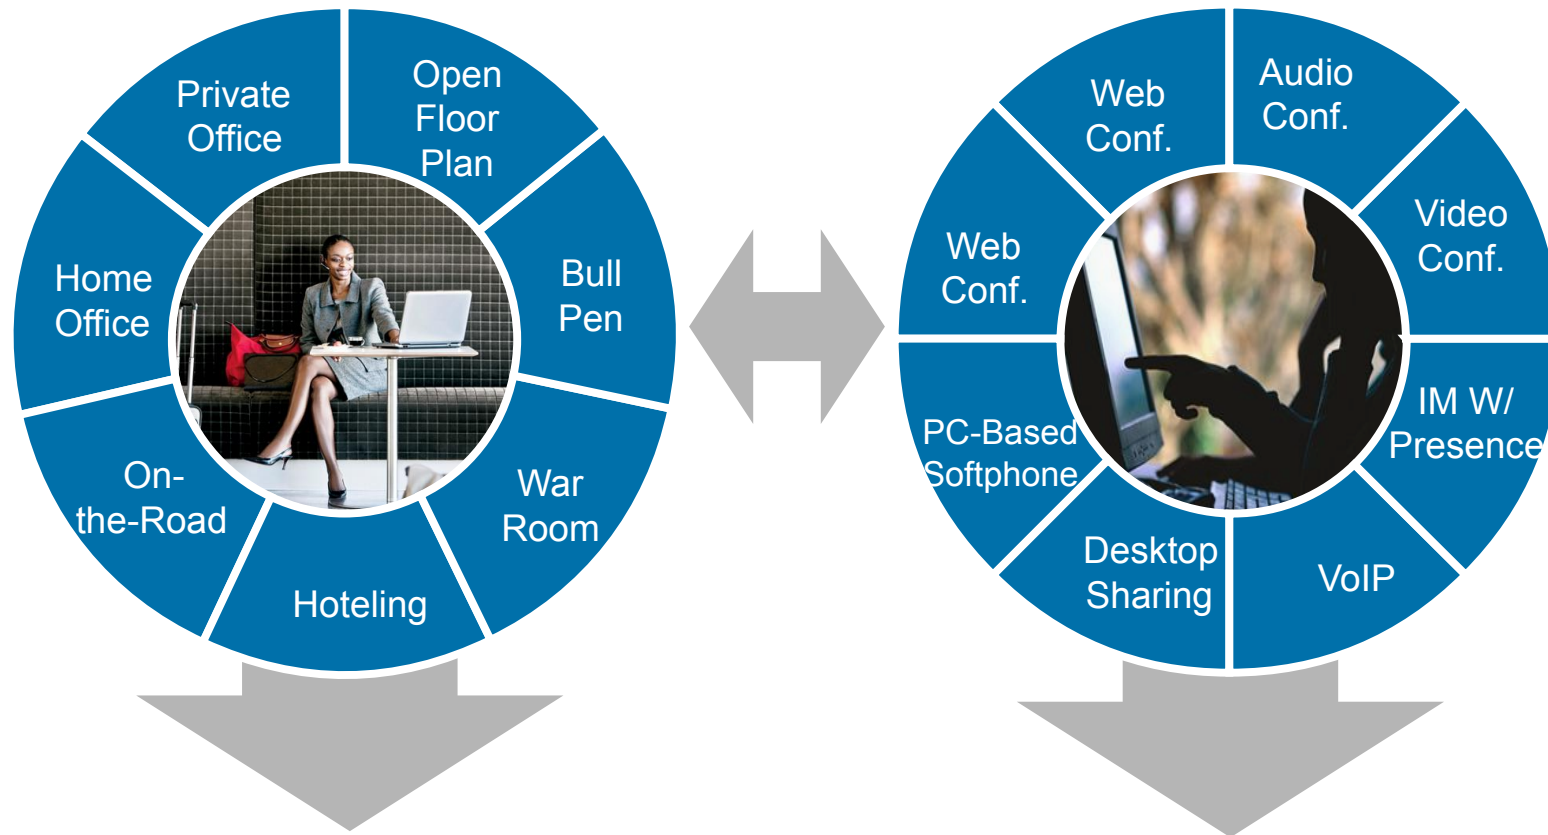 Private
Office
Open
Floor
Plan
Bull
Pen
War
Room
Hoteling
On-
the-Road
Home
Office
Web
Conf.
Audio
Conf.
Video
Conf.
IM W/
Presence
VoIP
Desktop
Sharing
PC-Based
Softphone
Web
Conf.